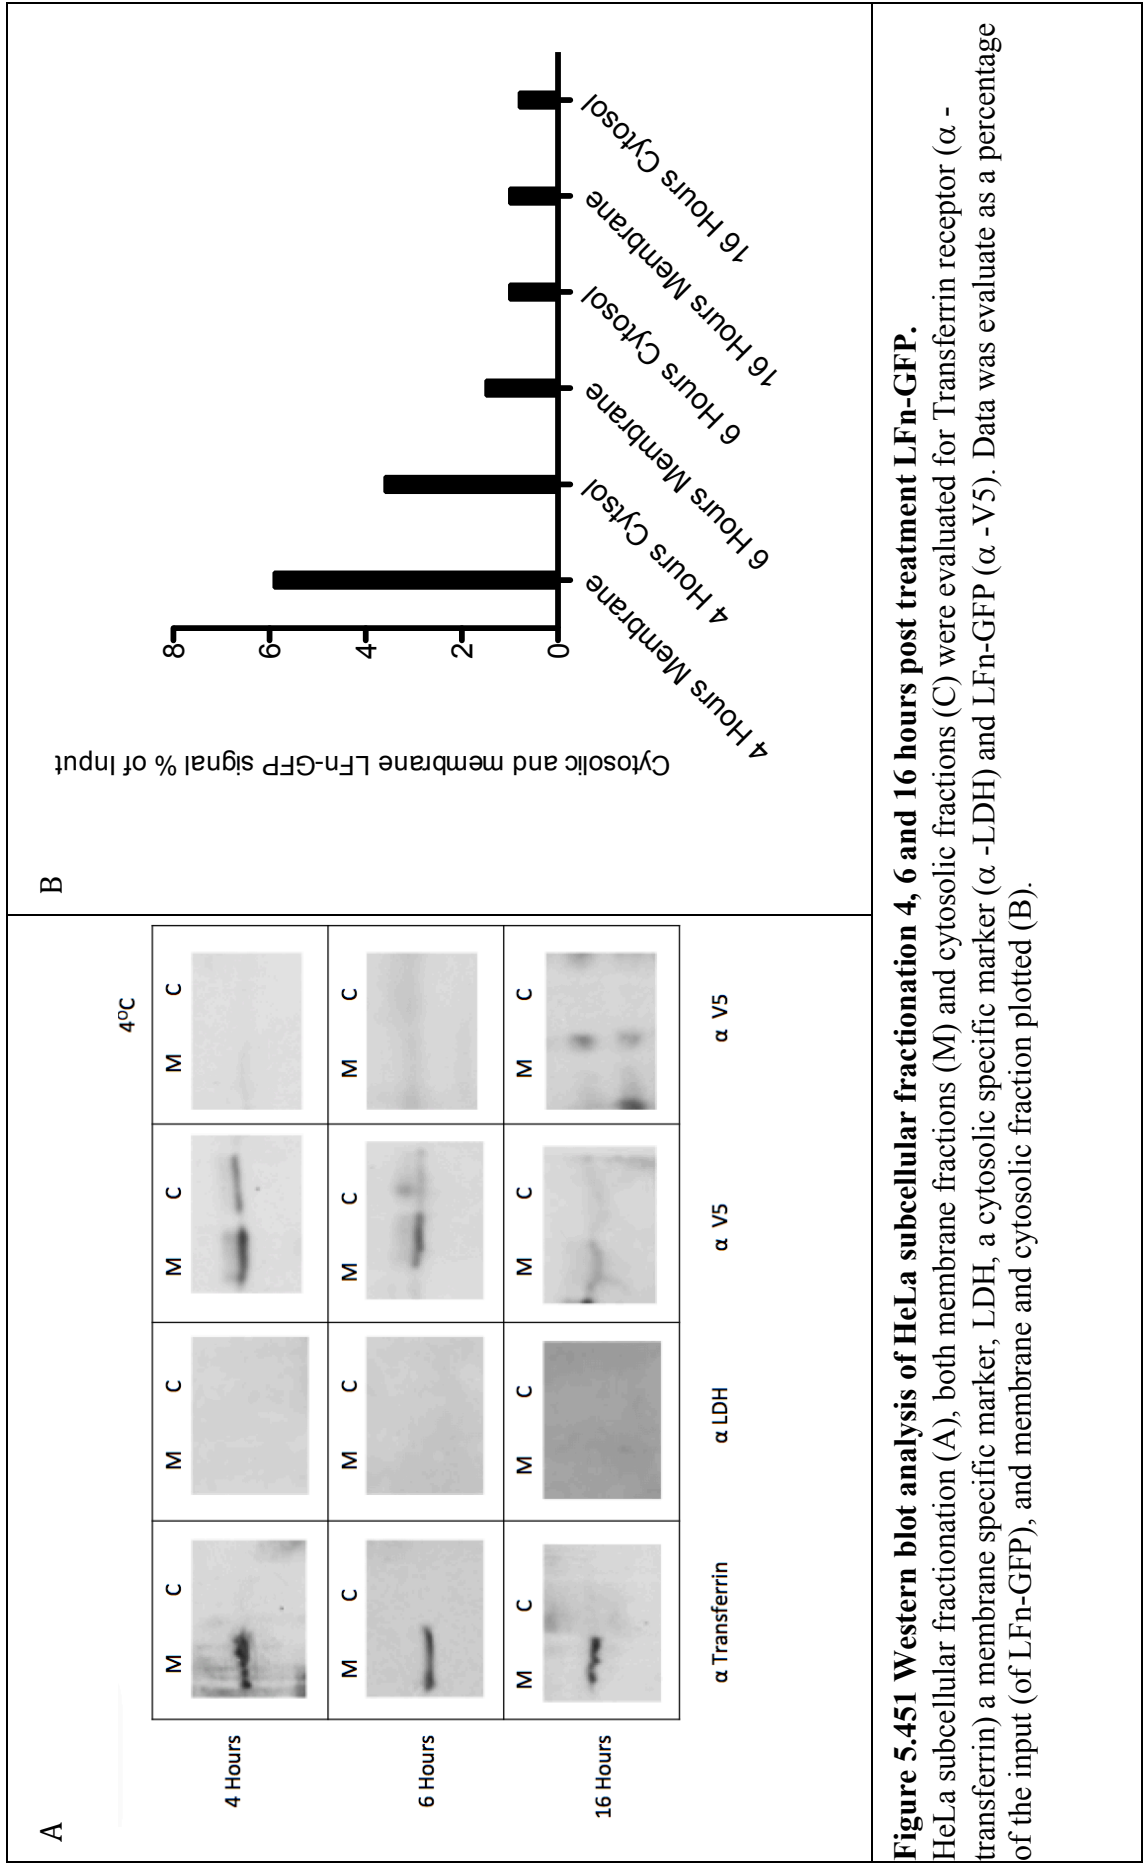 A
4°C
M C M C M C M C
4 Hours
M C M C M C M C
6 Hours
M C M C M C M C
16 Hours
α Transferrin α LDH α V5 α V5
B
Cytosolic and membrane LFn-GFP signal % of Input
8
6
4
2
0
4 Hours Membrane
4 Hours Cytsol
6 Hours Membrane
6 Hours Cytosol
16 Hours Membrane
16 Hours Cytosol
Figure 5.451 Western blot analysis of HeLa subcellular fractionation 4, 6 and 16 hours post treatment LFn-GFP.
HeLa subcellular fractionation (A), both membrane fractions (M) and cytosolic fractions (C) were evaluated for Transferrin receptor (α -
transferrin) a membrane specific marker, LDH, a cytosolic specific marker (α -LDH) and LFn-GFP (α -V5). Data was evaluate as a percentage
of the input (of LFn-GFP), and membrane and cytosolic fraction plotted (B).